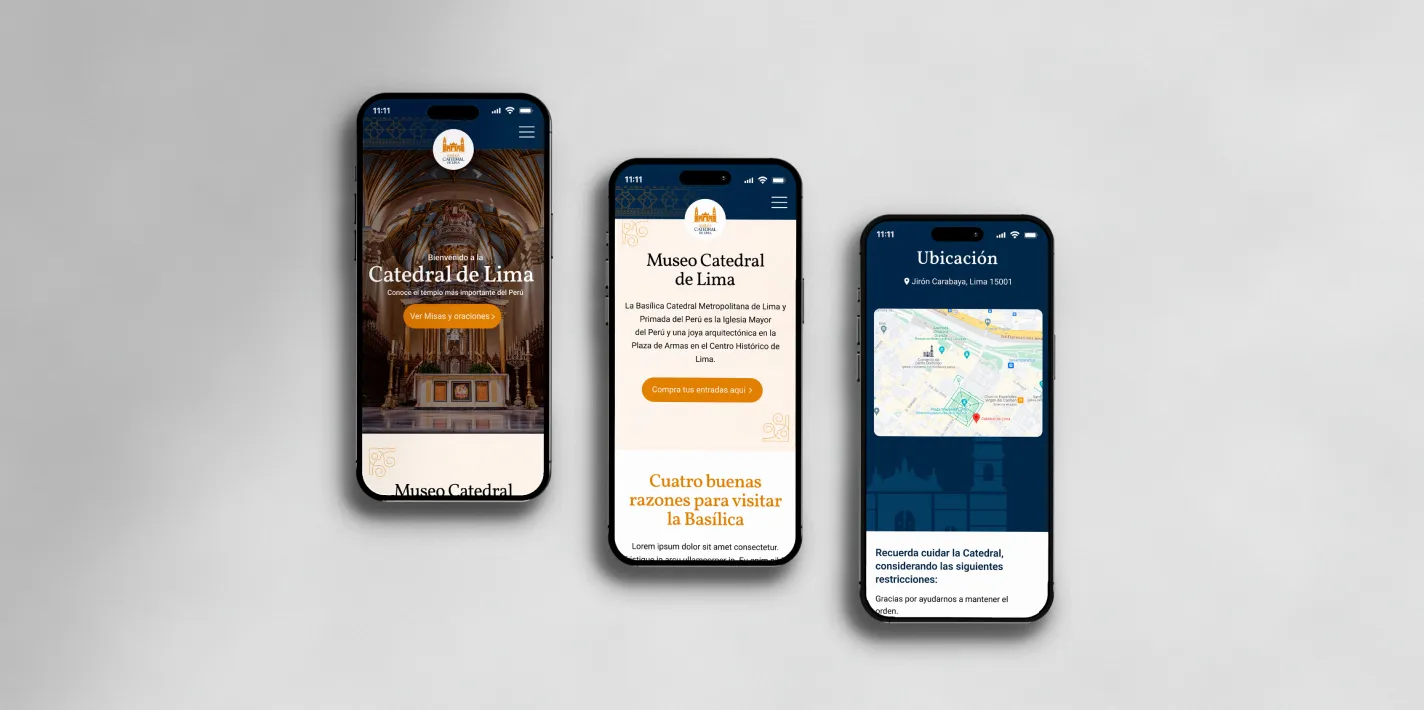 11:11
CATEDRAL
DE LIMA
Bienvenido a la
Catedral de Lima
Conoce el templo más importante del Perú
Ver Misas y oraciones >
Museo Catedral
11:11
CATEDRAL
DE LIMA
Museo Catedral
de Lima
La Basílica Catedral Metropolitana de Lima y
Primada del Perú es la Iglesia Mayor
del Perú y una joya arquitectónica en la
Plaza de Armas en el Centro Histórico de
Lima.
Compra tus entradas aquí >
Cuatro buenas
razones para visitar
la Basílica
Lorem ipsum dolor sit amet consectetur.
11:11
Ubicación
Jirón Carabaya, Lima 15001
Recuerda cuidar la Catedral,
considerando las siguientes
restricciones:
Gracias por ayudarnos a mantener el
orden.